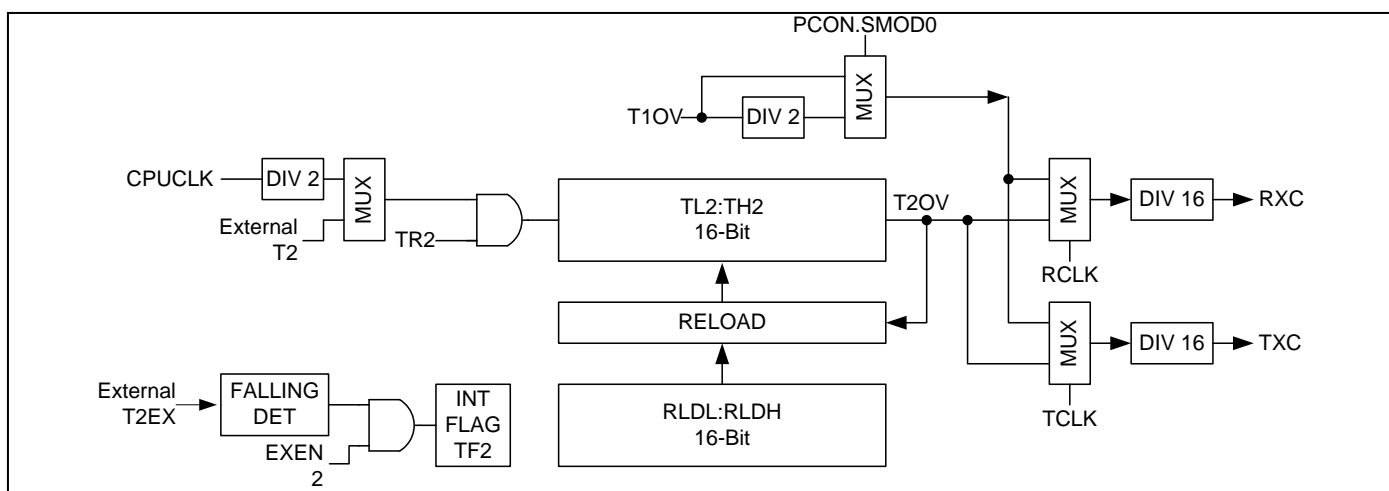 PCON.SMOD0
MUX
T1OV
DIV 2
CPUCLK
DIV 2
MUX
External
T2
TR2
TL2:TH2
16-Bit
T2OV
MUX
DIV 16
RXC
RCLK
RELOAD
MUX
DIV 16
TXC
TCLK
External
T2EX
FALLING
DET
EXEN
2
INT
FLAG
TF2
RLDL:RLDH
16-Bit